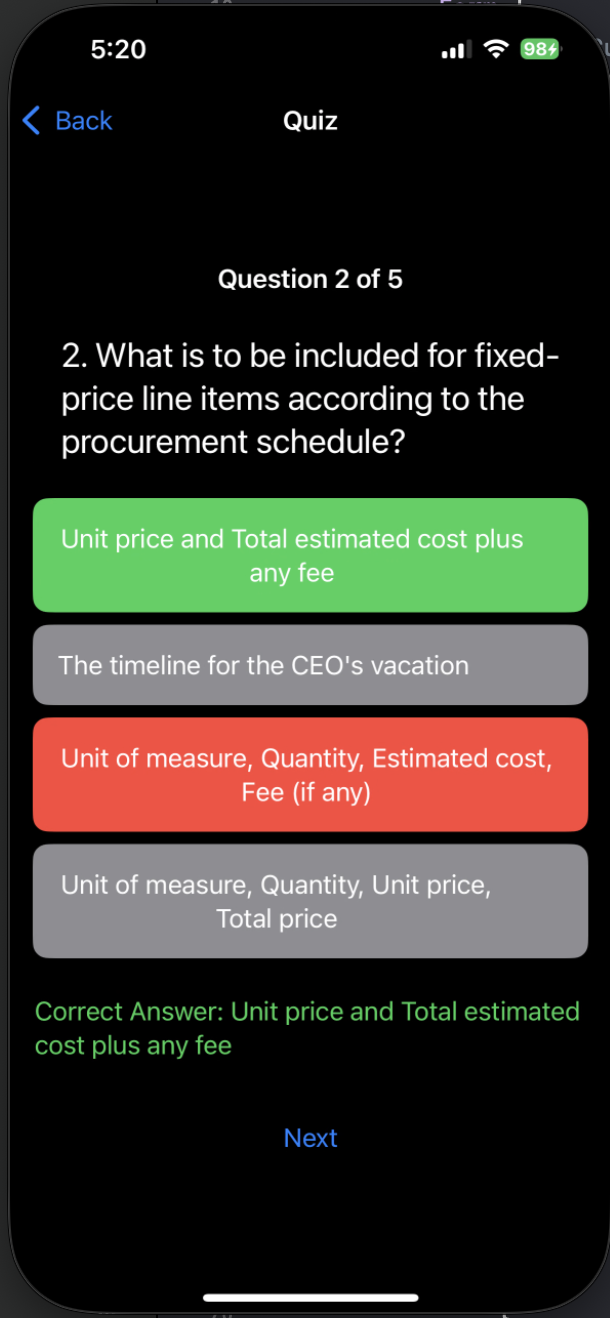 5:20
98
Back
Quiz
Question 2 of 5
2. What is to be included for fixed-
price line items according to the
procurement schedule?
Unit price and Total estimated cost plus
any fee
The timeline for the CEO's vacation
Unit of measure, Quantity, Estimated cost,
Fee (if any)
Unit of measure, Quantity, Unit price,
Total price
Correct Answer: Unit price and Total estimated
cost plus any fee
Next